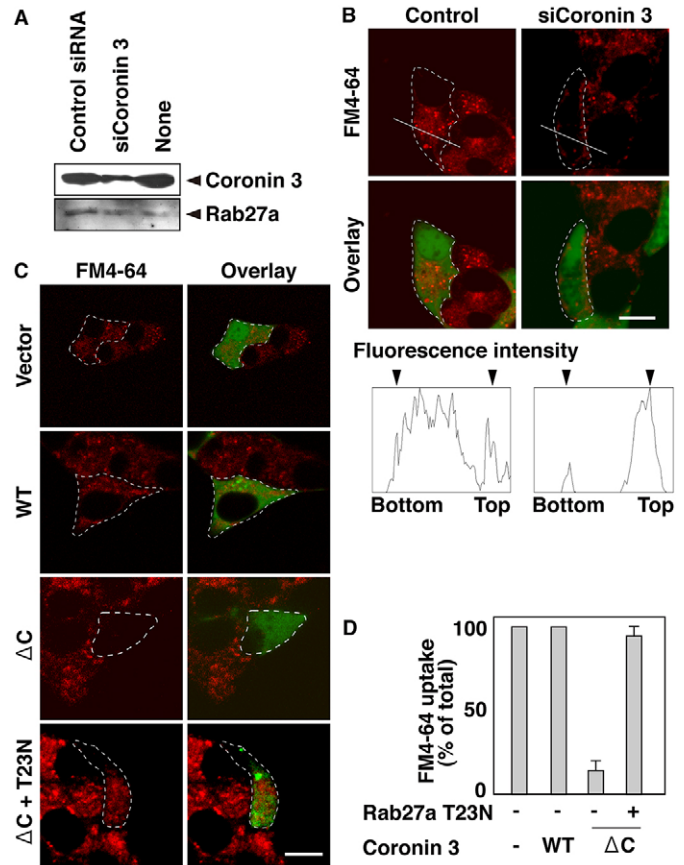 A
Control siRNA
siCoronin 3
None
Coronin 3
Rab27a
B
Control
siCoronin 3
FM4-64
Overlay
Fluorescence intensity
Bottom
Top
Bottom
Top
C
FM4-64
Overlay
Vector
WT
ΔC
ΔC + T23N
D
FM4-64 uptake
(% of total)
100
50
0
Rab27a T23N - - - +
Coronin 3 - WT ΔC